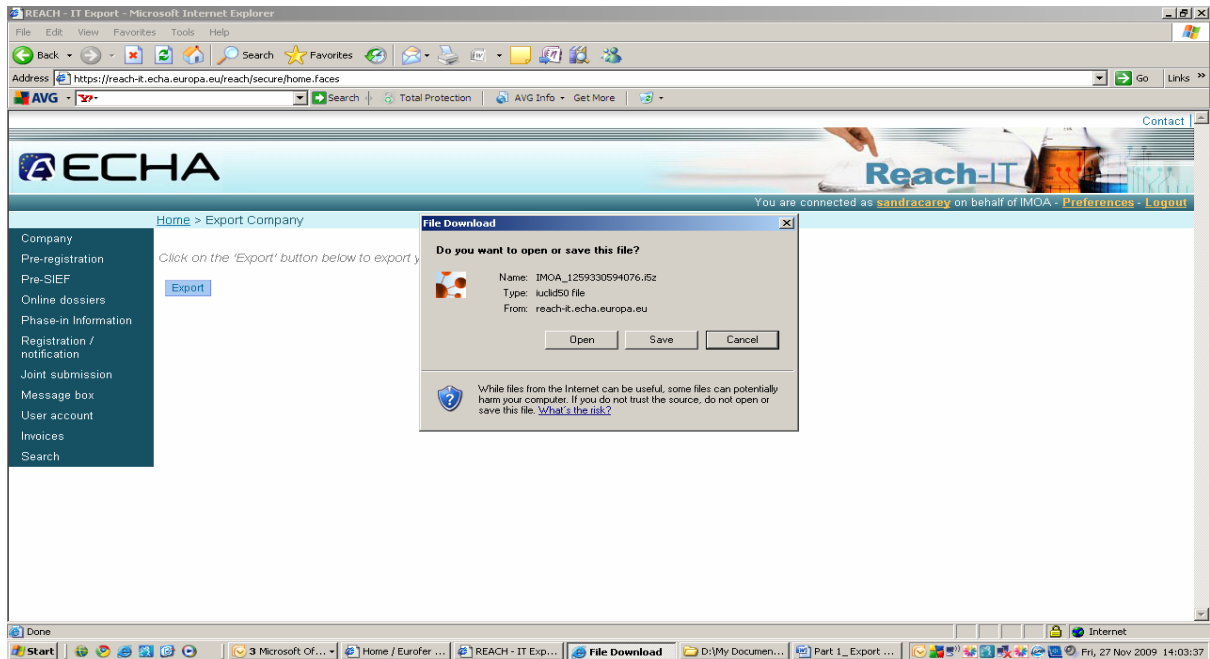 REACH - IT Export - Microsoft Internet Explorer
File Edit View Favorites Tools Help
Back Search Favorites
Address https://reach-it.echa.europa.eu/reach/secure/home.faces Go Links »
AVG Search Total Protection AVG Info Get More
Contact |
ECHA
Reach-IT
You are connected as sandracarey on behalf of IMOA - Preferences - Logout
Home > Export Company
Company
Pre-registration
Pre-SIEF
Online dossiers
Phase-in Information
Registration /
notification
Joint submission
Message box
User account
Invoices
Search
Click on the 'Export' button below to export y
Export
File Download
Do you want to open or save this file?
Name: IMOA_1259330594076.i5z
Type: iuclid50 file
From: reach-it.echa.europa.eu
Open Save Cancel
While files from the Internet can be useful, some files can potentially
harm your computer. If you do not trust the source, do not open or
save this file. What's the risk?
Done Internet
Start 3 Microsoft Of... Home / Eurofer ... REACH - IT Exp... File Download D:\My Documen... Part 1_ Export ... Fri, 27 Nov 2009 14:03:37